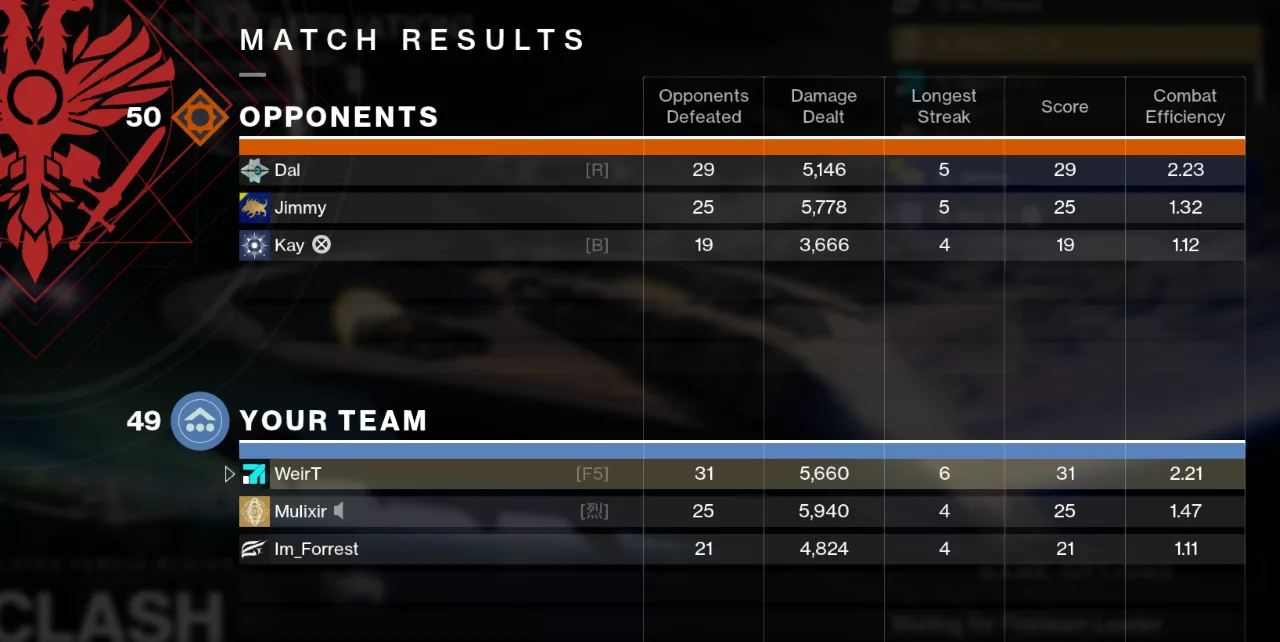 MATCH RESULTS
50 OPPONENTS Opponents Defeated Damage Dealt Longest Streak Score Combat Efficiency
Dal [R] 29 5,146 5 29 2.23
Jimmy 25 5,778 5 25 1.32
Kay [B] 19 3,666 4 19 1.12
49 YOUR TEAM
WeirT [F5] 31 5,660 6 31 2.21
Mulixir [烈] 25 5,940 4 25 1.47
Im_Forrest 21 4,824 4 21 1.11
CLASH